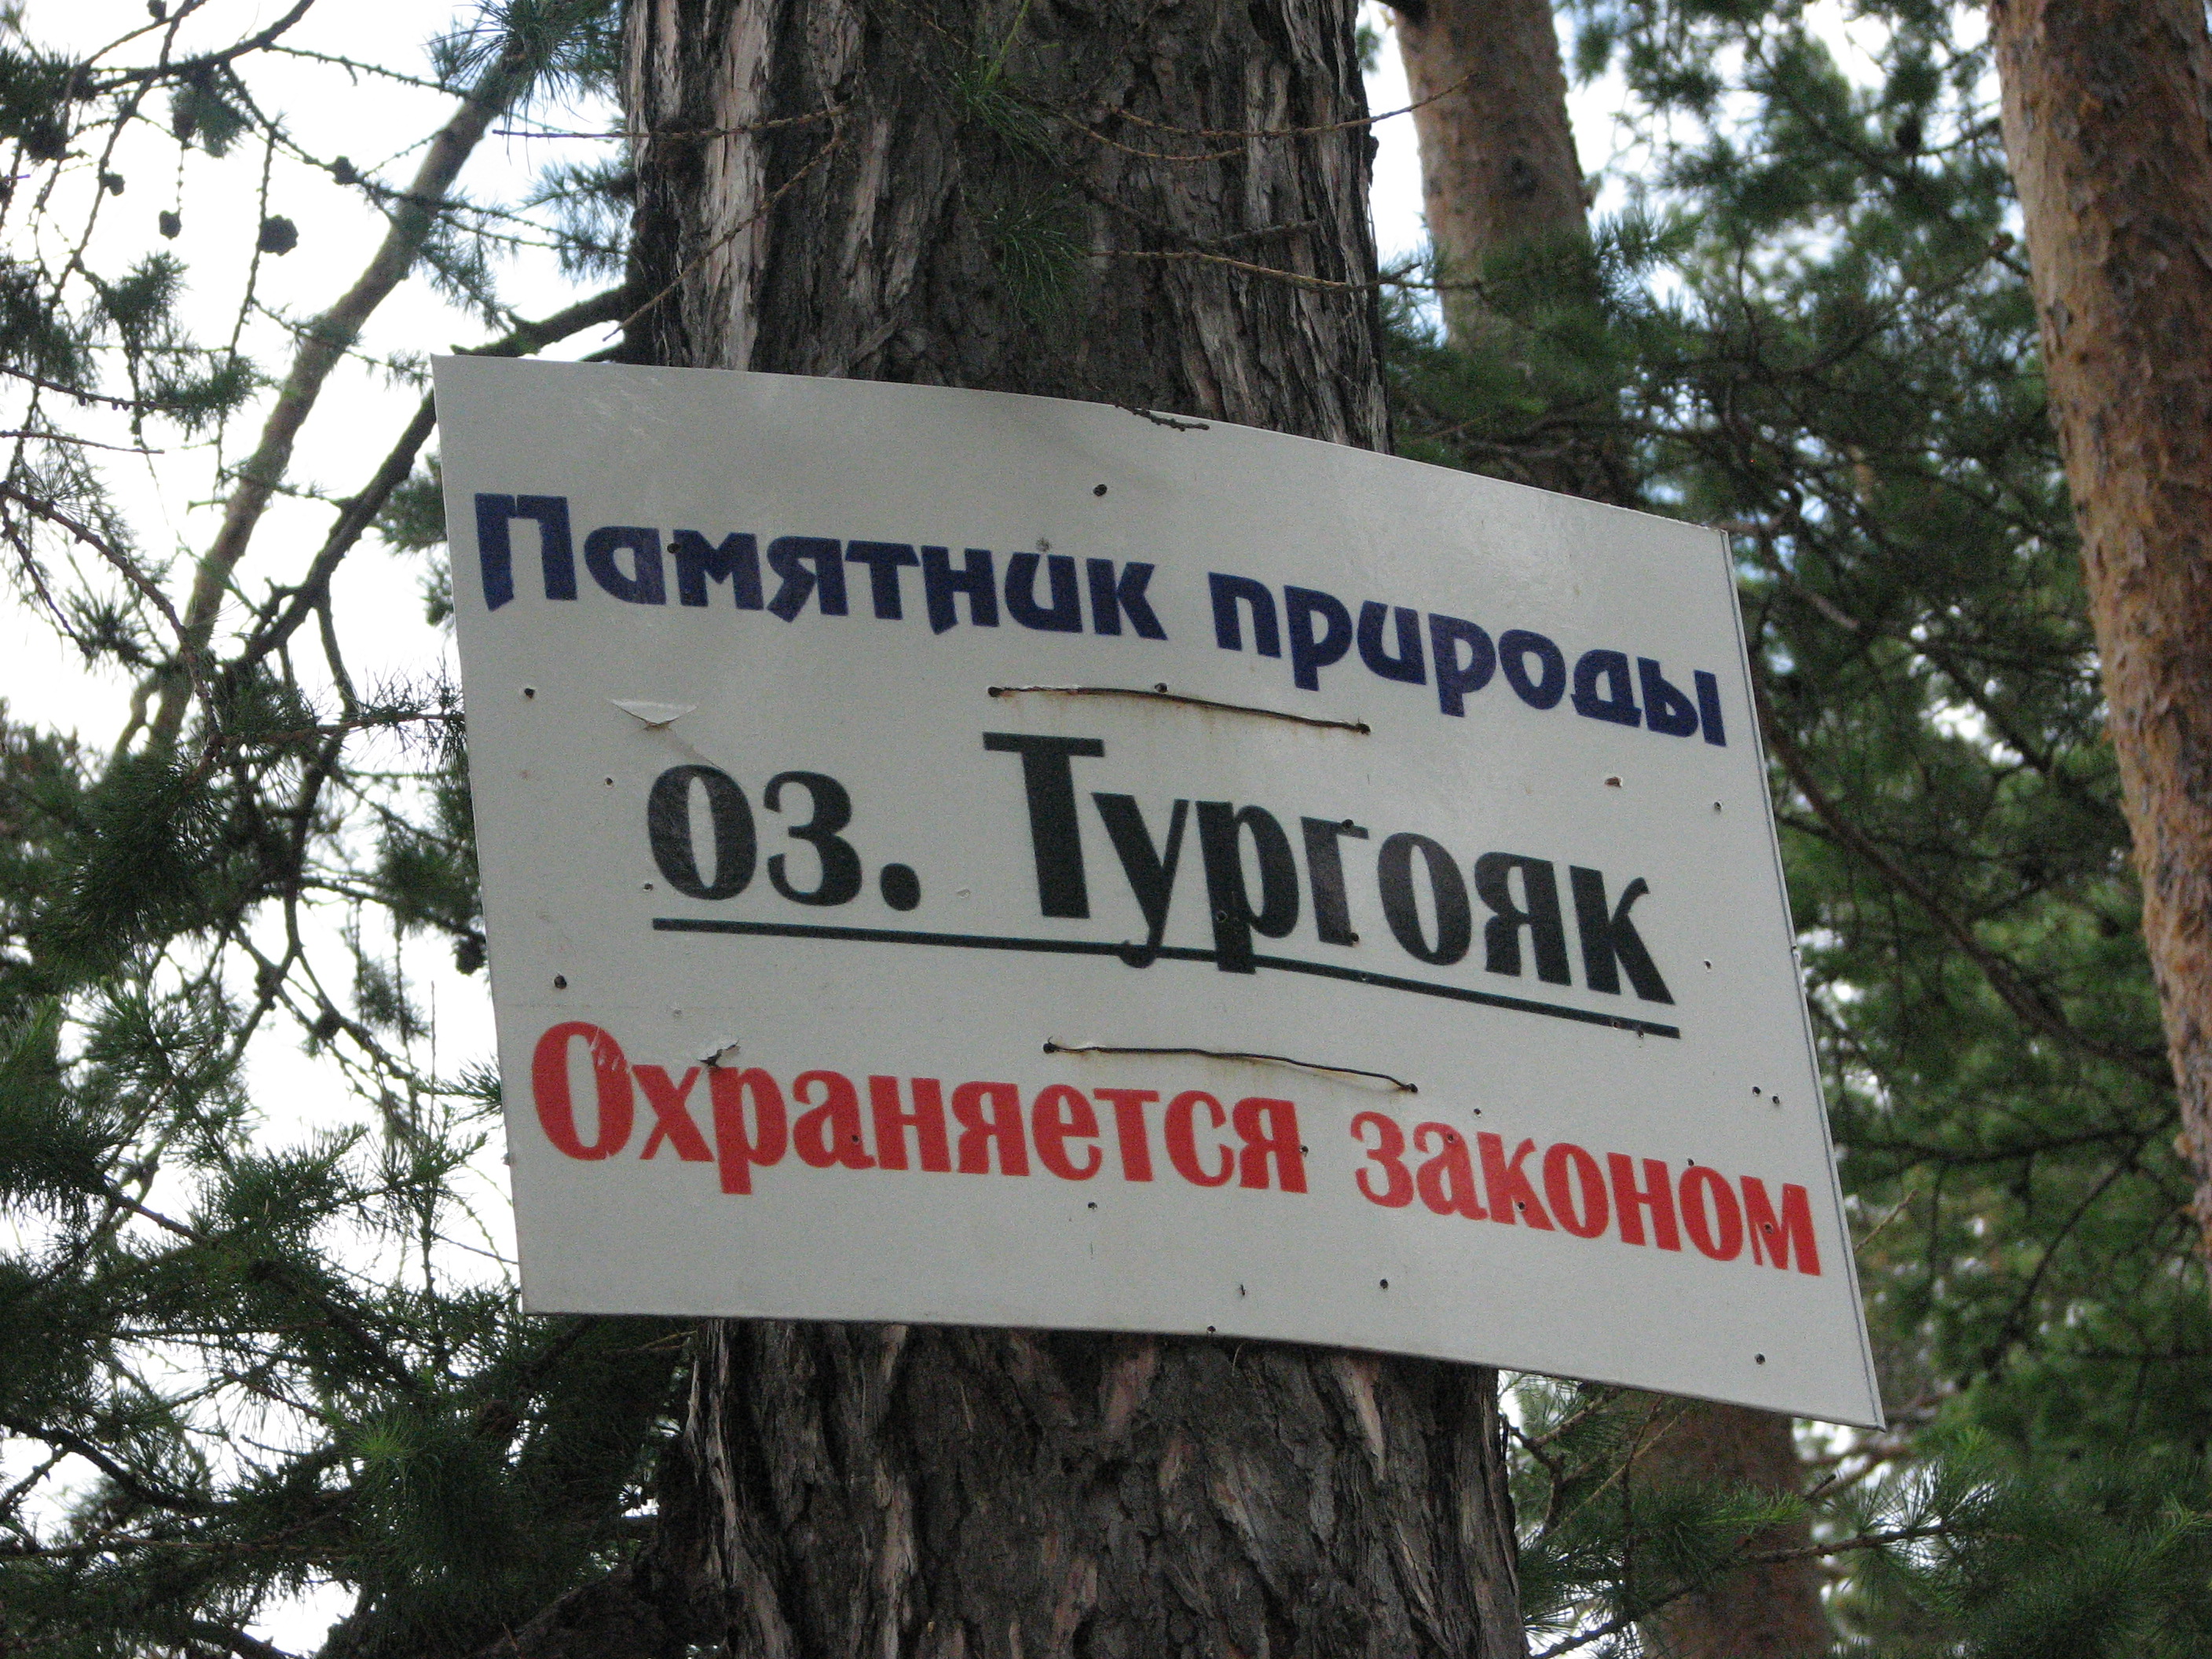 Памятник природы
оз. Тургояк
Охраняется законом